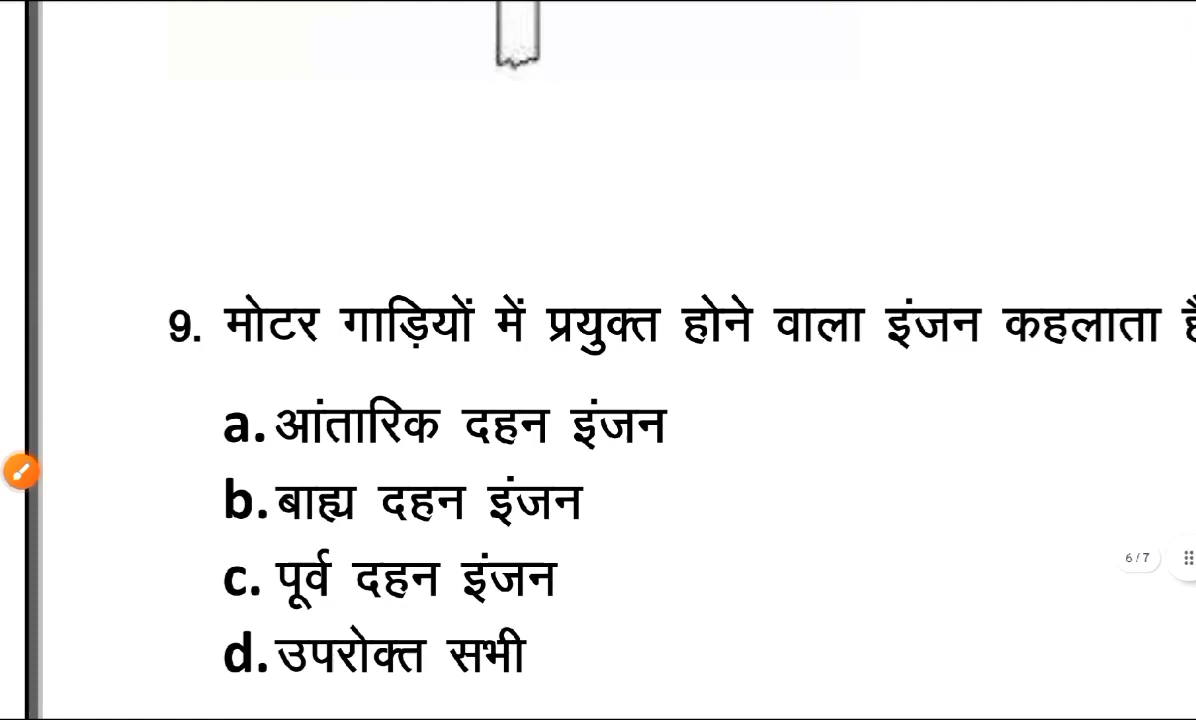 9. मोटर गाड़ियों में प्रयुक्त होने वाला इंजन कहलाता
a. आंतारिक दहन इंजन
b. बाह्य दहन इंजन
c. पूर्व दहन इंजन
6 / 7
d. उपरोक्त सभी